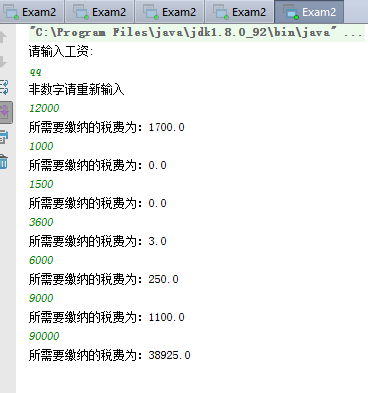 Exam2 Exam2 Exam2 Exam2 Exam2
"C:\Program Files\java\jdk1.8.0_92\bin\java" ...
请输入工资:
qq
非数字请重新输入
12000
所需要缴纳的税费为: 1700.0
1000
所需要缴纳的税费为: 0.0
1500
所需要缴纳的税费为: 0.0
3600
所需要缴纳的税费为: 3.0
6000
所需要缴纳的税费为: 250.0
9000
所需要缴纳的税费为: 1100.0
90000
所需要缴纳的税费为: 38925.0